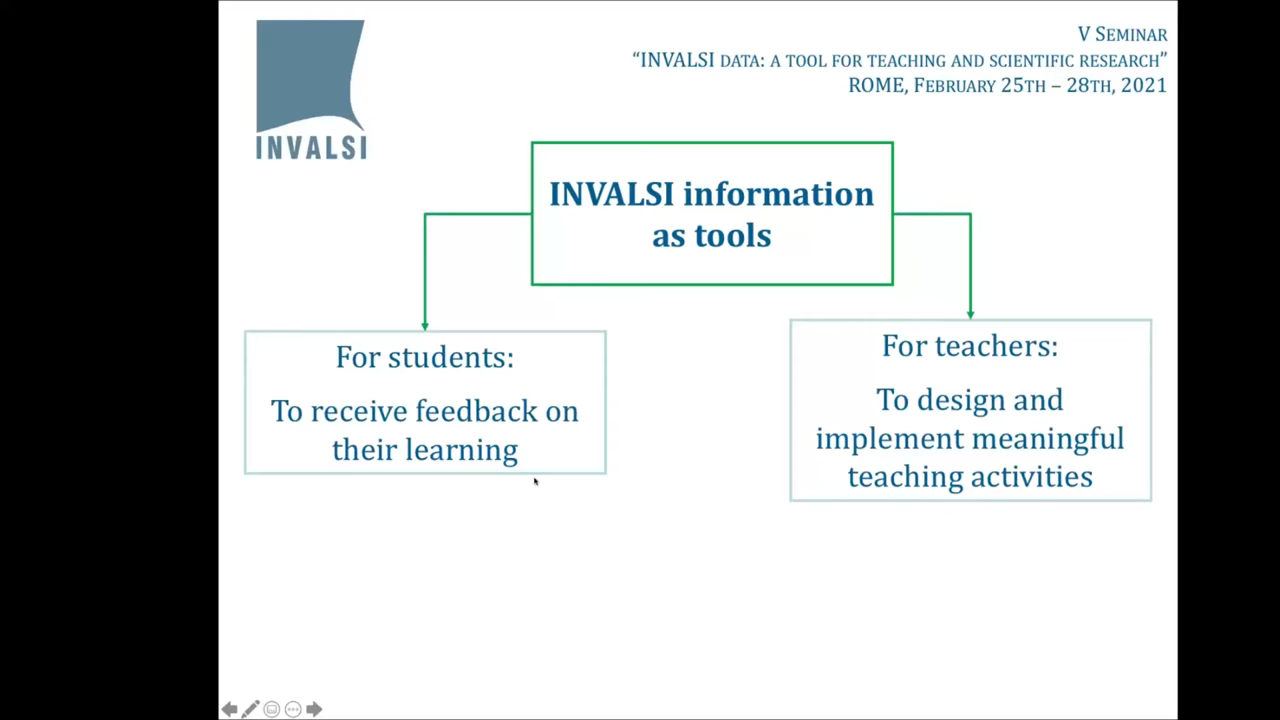 V Seminar
“INVALSI data: a tool for teaching and scientific research”
ROME, February 25th – 28th, 2021
INVALSI
INVALSI information
as tools
For students:
To receive feedback on
their learning
For teachers:
To design and
implement meaningful
teaching activities